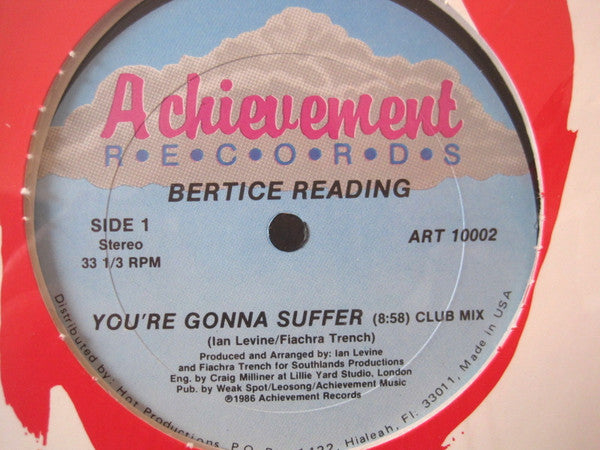 Achievement
R•E•C•O•R•D•S
BERTICE READING
SIDE 1
Stereo
33 1/3 RPM
ART 10002
YOU'RE GONNA SUFFER (8:58) CLUB MIX
(Ian Levine/Fiachra Trench)
Produced and Arranged by: Ian Levine
and Fiachra Trench for Southlands Productions
Eng. by Craig Milliner at Lillie Yard Studio, London
Pub. by Weak Spot/Leosong/Achievement Music
℗1986 Achievement Records
Distributed by: Hot Productions, P.O. Hialeah, Fl. 33011, Made in USA